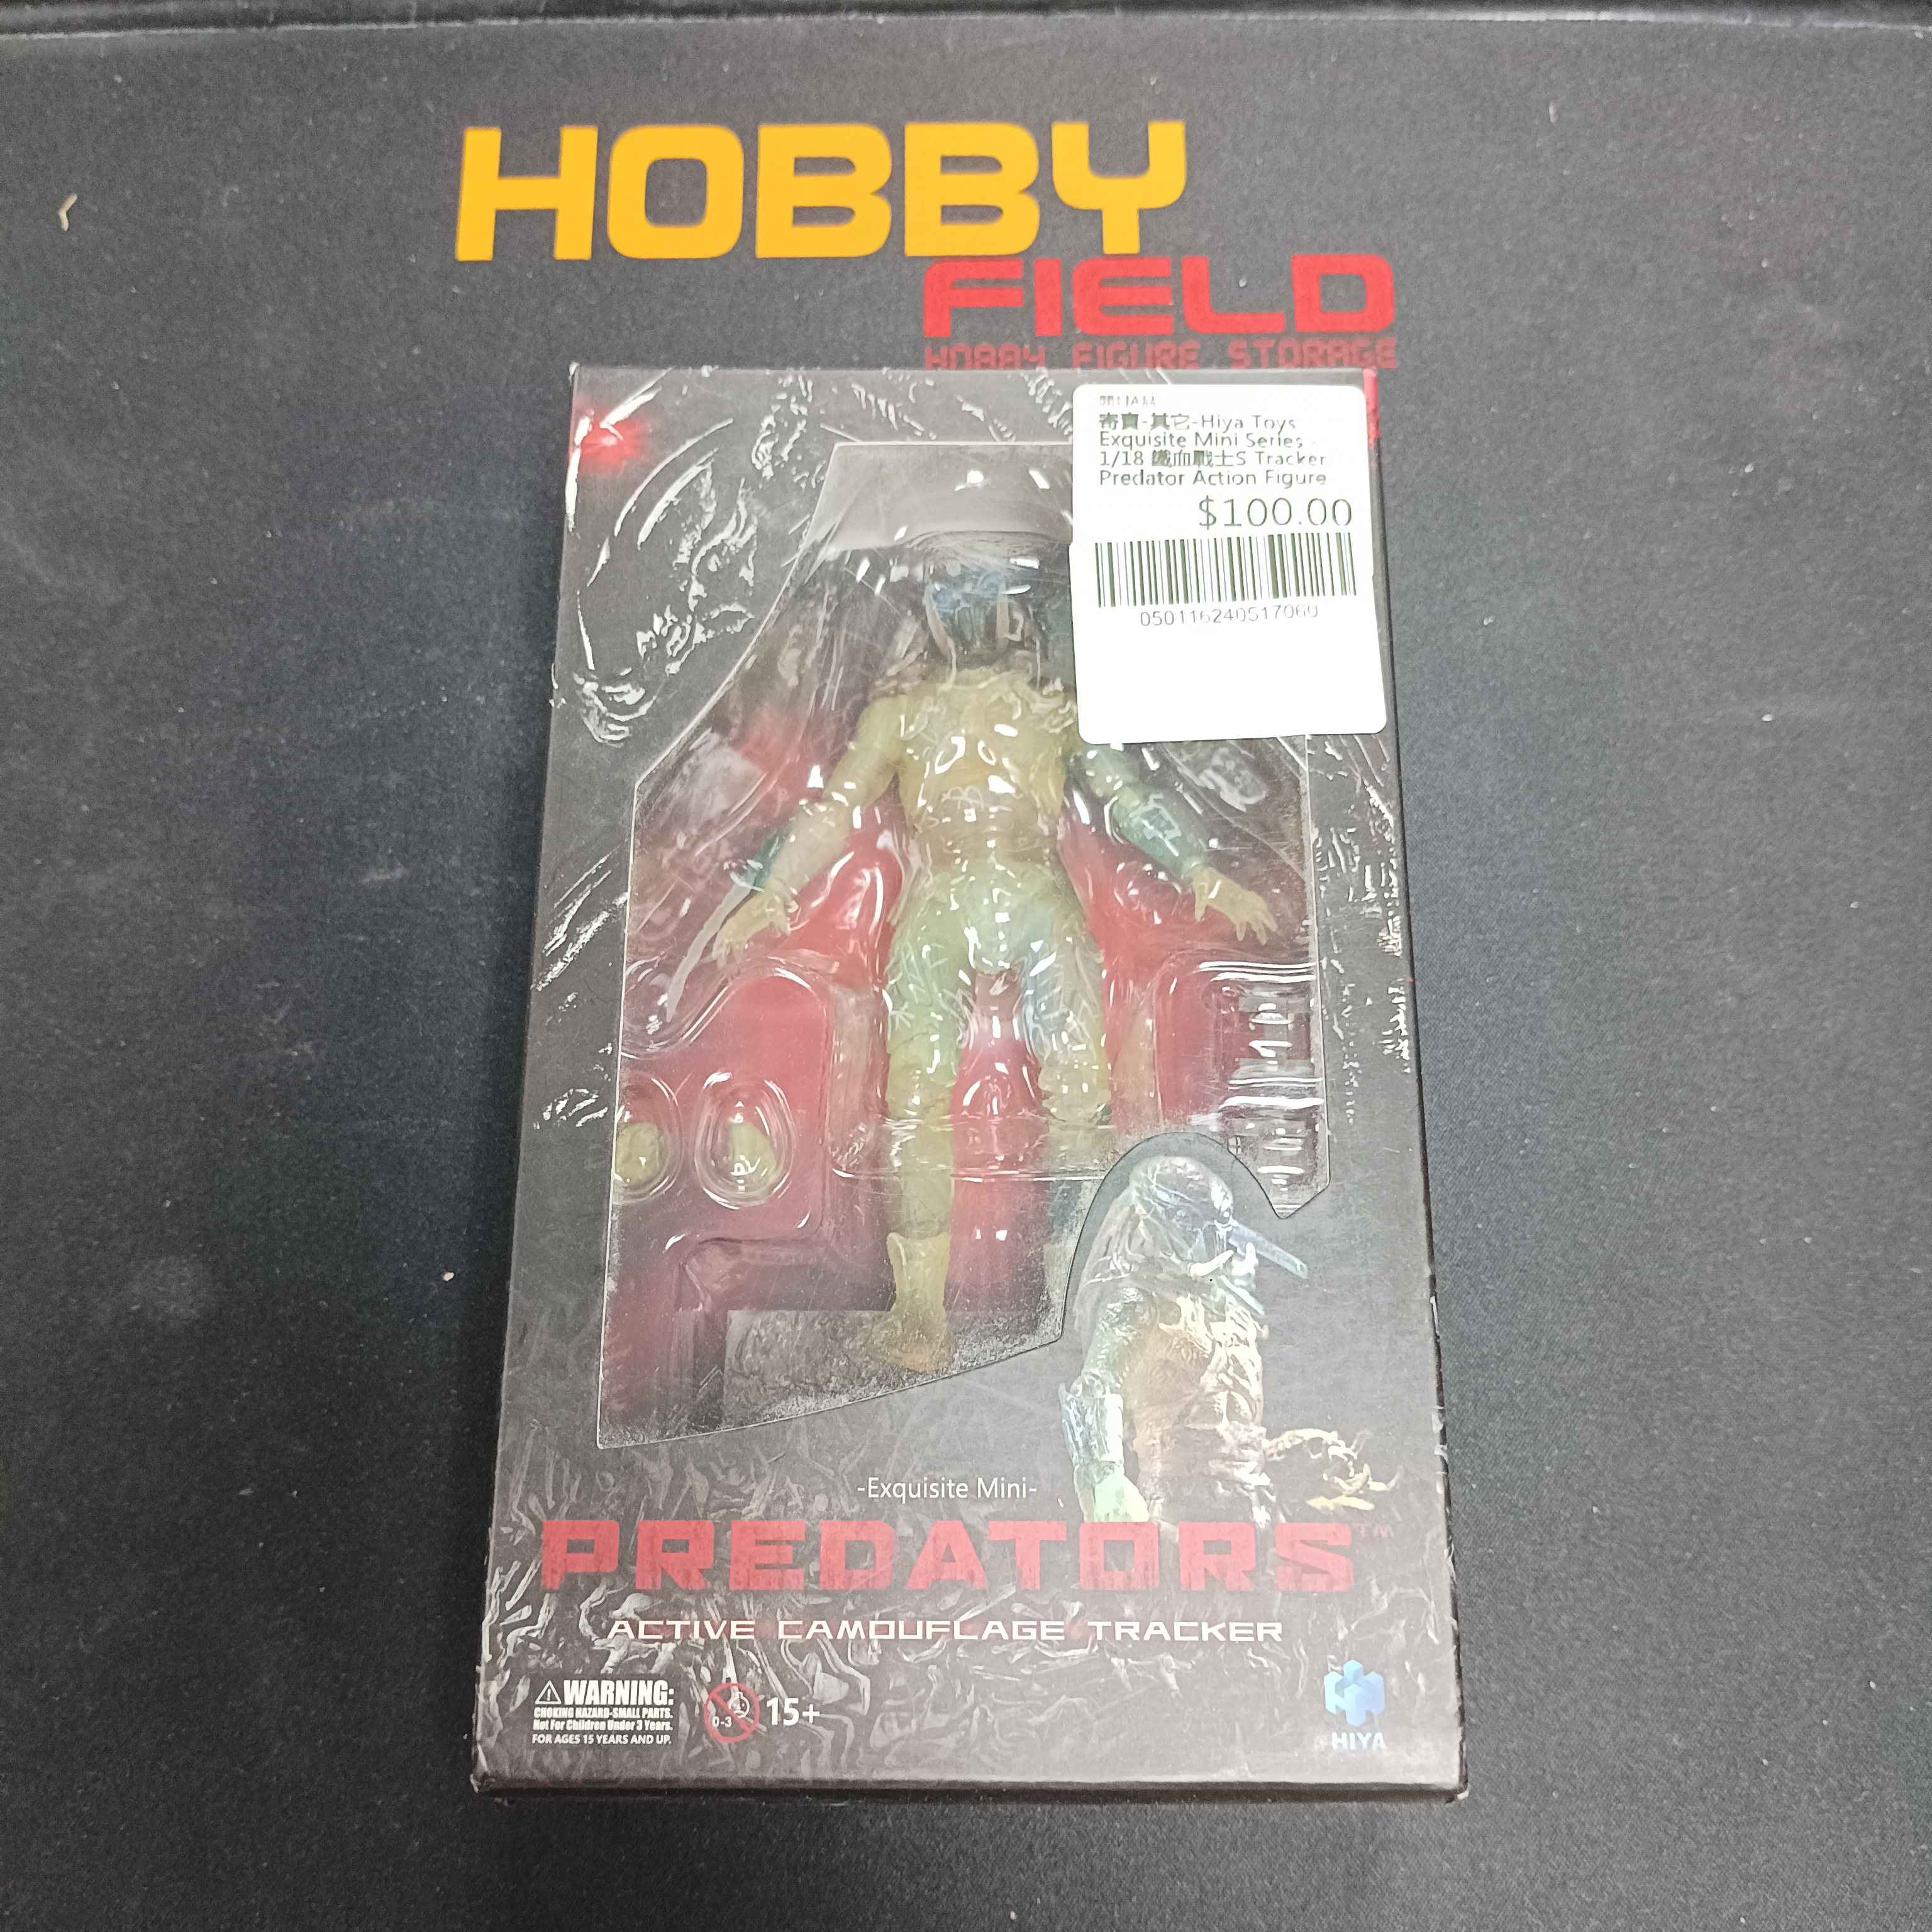 HOBBY
FIELD
HOBBY FIGURE STORAGE
寄賣-其它-Hiya Toys
Exquisite Mini Series -
1/18 鐵血戰士S Tracker
Predator Action Figure
$100.00
050116240517060
-Exquisite Mini-
PREDATORS™
ACTIVE CAMOUFLAGE TRACKER
WARNING:
CHOKING HAZARD-SMALL PARTS.
Not For Children Under 3 Years.
FOR AGES 15 YEARS AND UP.
0-3
15+
HIYA